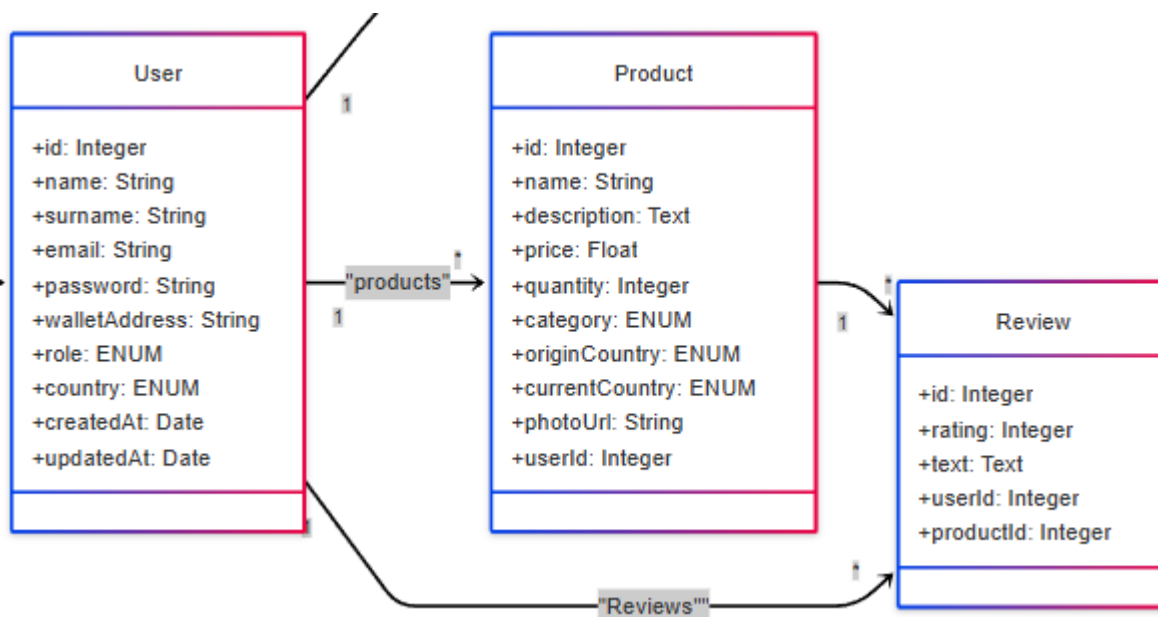 User
+id: Integer
+name: String
+surname: String
+email: String
+password: String
+walletAddress: String
+role: ENUM
+country: ENUM
+createdAt: Date
+updatedAt: Date
1
"products"
1
*
Product
+id: Integer
+name: String
+description: Text
+price: Float
+quantity: Integer
+category: ENUM
+originCountry: ENUM
+currentCountry: ENUM
+photoUrl: String
+userId: Integer
1
*
Review
+id: Integer
+rating: Integer
+text: Text
+userId: Integer
+productId: Integer
1
"Reviews""
*